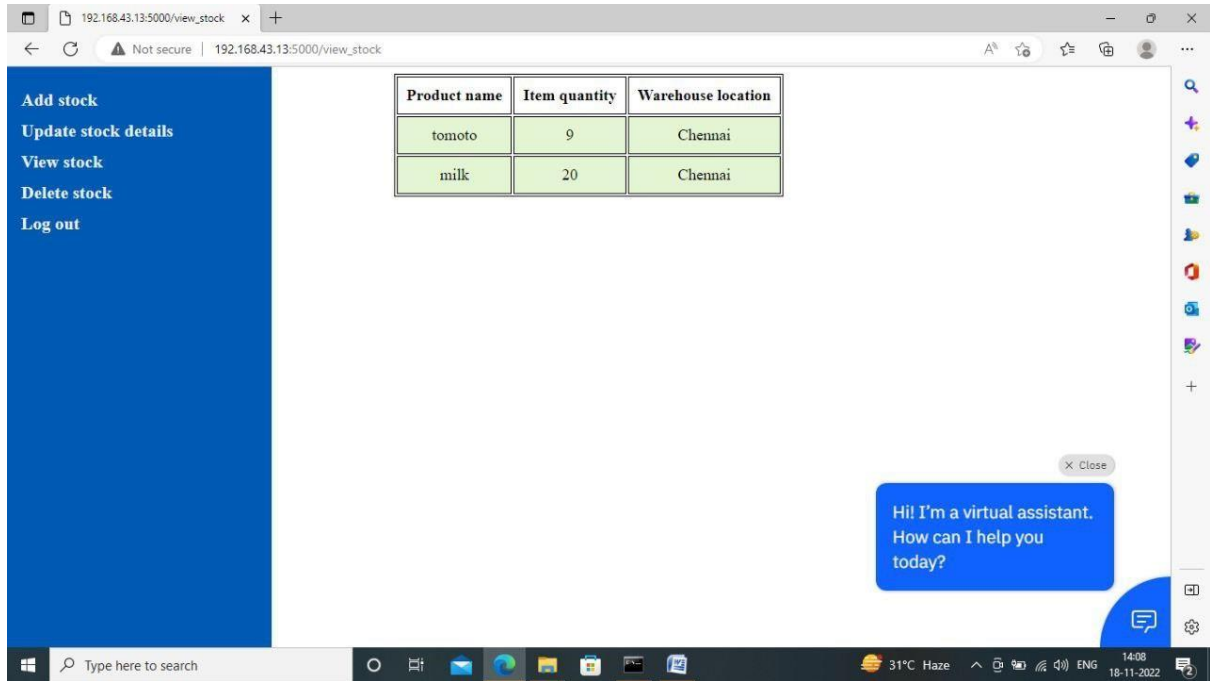 192.168.43.13:5000/view_stock
Not secure | 192.168.43.13:5000/view_stock
Add stock
Update stock details
View stock
Delete stock
Log out
Product name Item quantity Warehouse location
tomoto 9 Chennai
milk 20 Chennai
× Close
Hi! I'm a virtual assistant.
How can I help you
today?
Type here to search
31°C Haze
ENG
14:08
18-11-2022
2